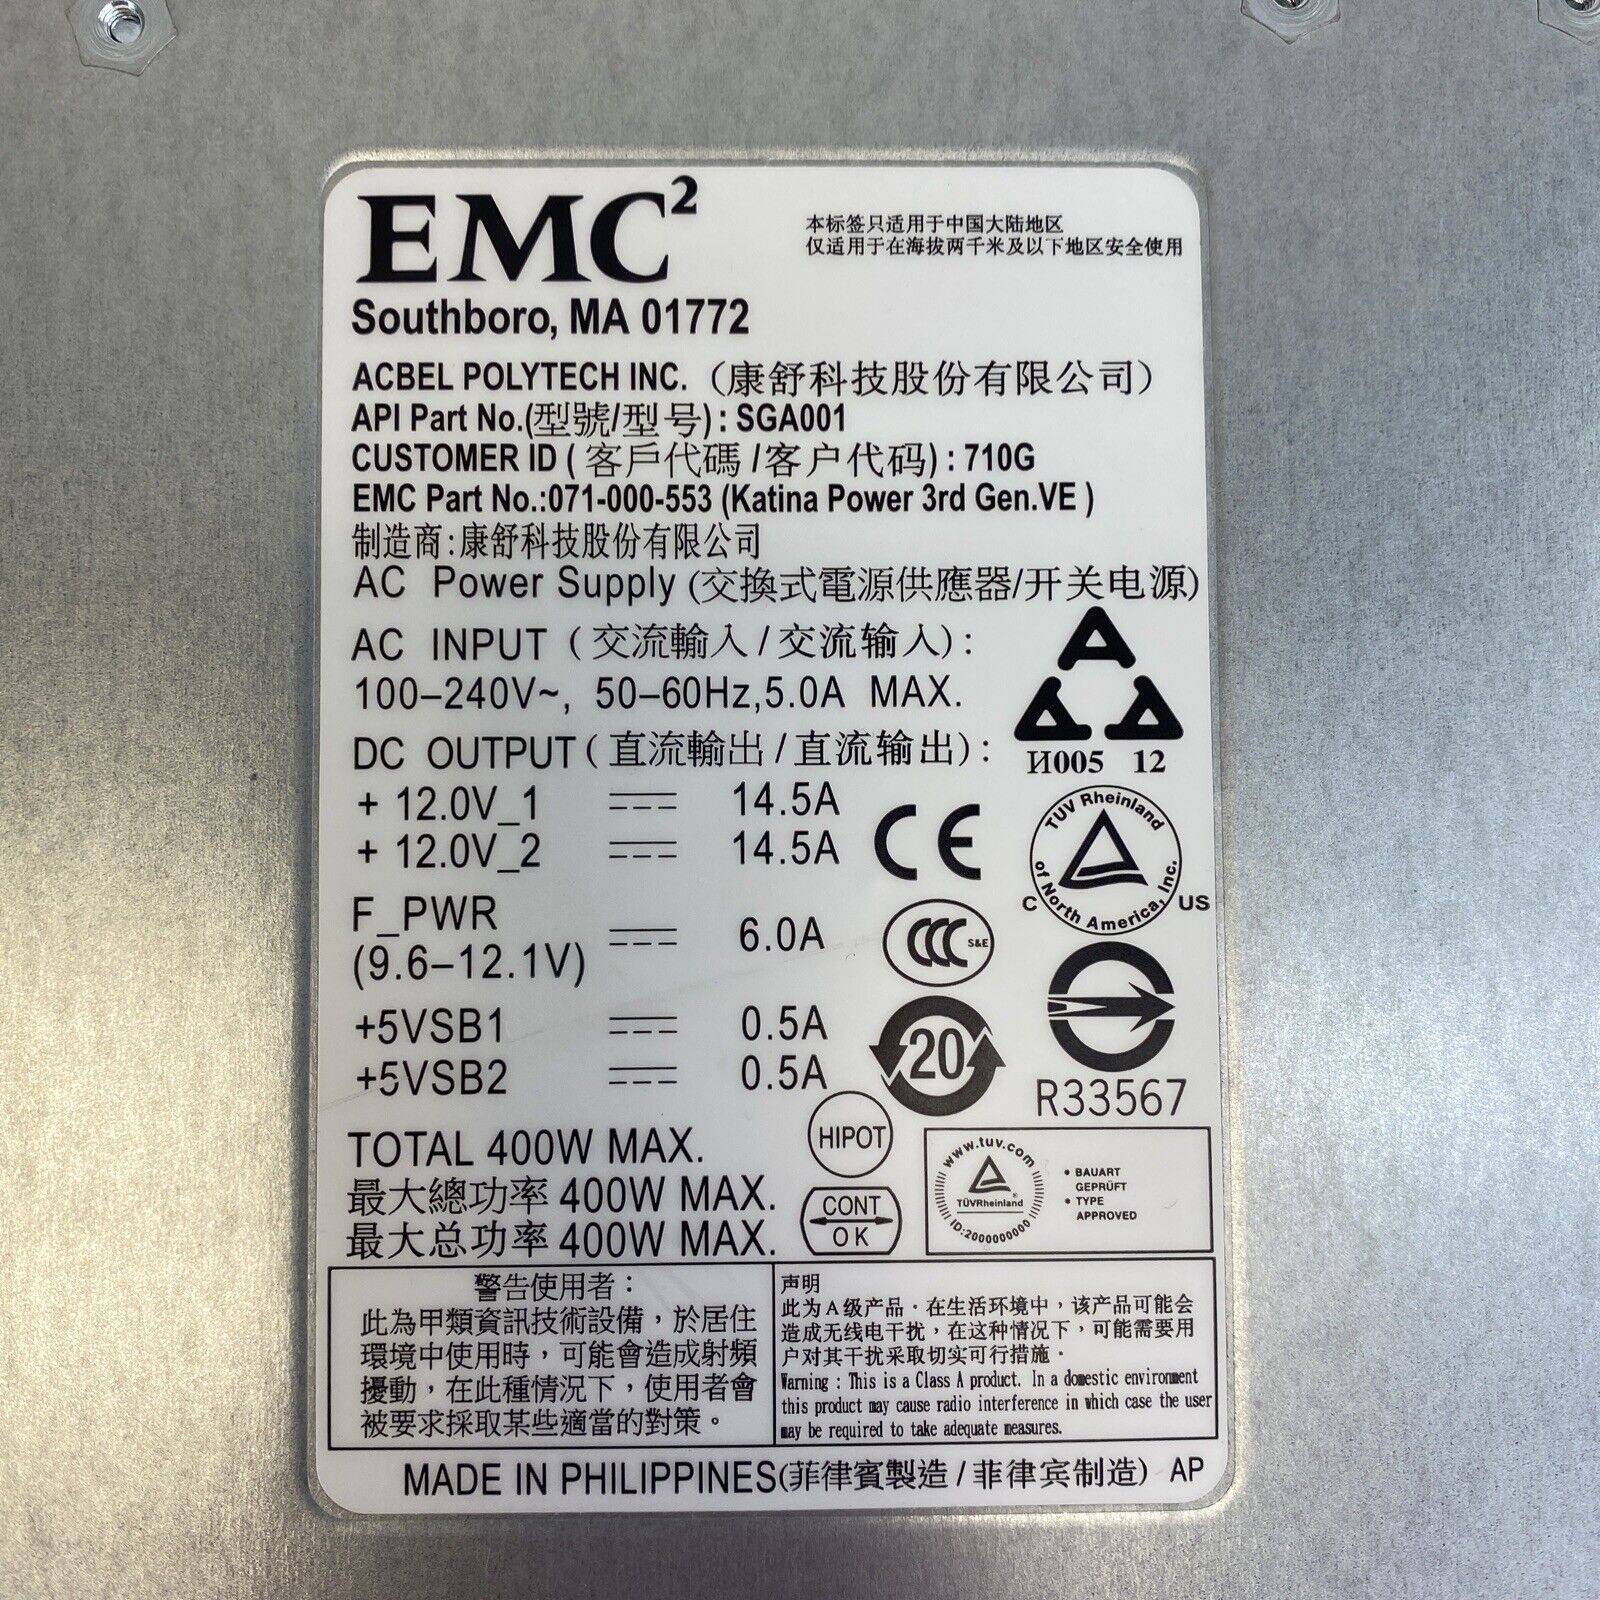 EMC²
本标签只适用于中国大陆地区
仅适用于在海拔两千米及以下地区安全使用
Southboro, MA 01772
ACBEL POLYTECH INC. (康舒科技股份有限公司)
API Part No.(型號/型号): SGA001
CUSTOMER ID ( 客戶代碼 /客户代码) : 710G
EMC Part No.:071-000-553 (Katina Power 3rd Gen.VE )
制造商:康舒科技股份有限公司
AC Power Supply (交換式電源供應器/开关电源)
AC INPUT ( 交流輸入 / 交流输入) :
100–240V~, 50–60Hz,5.0A MAX.
DC OUTPUT ( 直流輸出 / 直流输出) :
+ 12.0V_1 14.5A
+ 12.0V_2 14.5A
F_PWR
(9.6–12.1V) 6.0A
+5VSB1 0.5A
+5VSB2 0.5A
TOTAL 400W MAX.
最大總功率 400W MAX.
最大总功率 400W MAX.
И005 12
CE
TUV Rheinland
of North America, Inc.
C US
CCC S&E
20
R33567
HIPOT
CONT
OK
www.tuv.com
TÜVRheinland®
ID:2000000000
• BAUART
GEPRÜFT
• TYPE
APPROVED
警告使用者：
此為甲類資訊技術設備，於居住
環境中使用時，可能會造成射頻
擾動，在此種情況下，使用者會
被要求採取某些適當的對策。
声明
此为A级产品．在生活环境中，该产品可能会
造成无线电干扰，在这种情况下，可能需要用
户对其干扰采取切实可行措施．
Warning : This is a Class A product. In a domestic environment
this product may cause radio interference in which case the user
may be required to take adequate measures.
MADE IN PHILIPPINES(菲律賓製造 / 菲律宾制造) AP